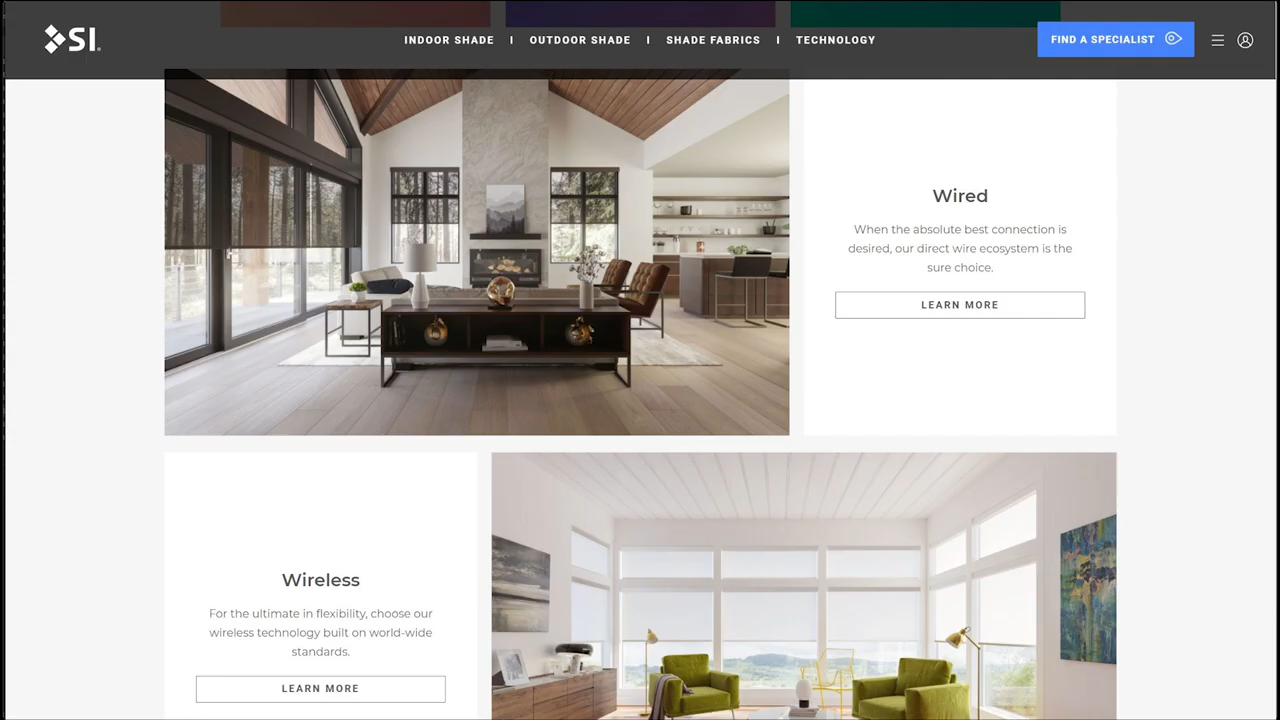 SI
INDOOR SHADE | OUTDOOR SHADE | SHADE FABRICS | TECHNOLOGY
FIND A SPECIALIST
Wired
When the absolute best connection is
desired, our direct wire ecosystem is the
sure choice.
LEARN MORE
Wireless
For the ultimate in flexibility, choose our
wireless technology built on world-wide
standards.
LEARN MORE